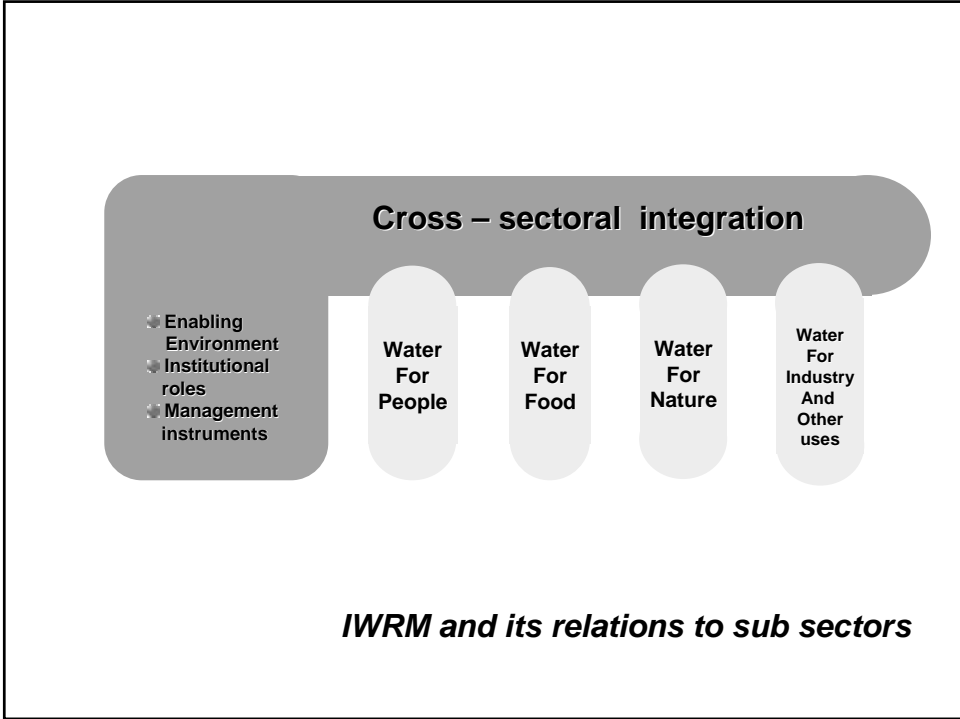 Cross – sectoral integration
Enabling
Environment
Institutional
roles
Management
instruments
Water
For
People
Water
For
Food
Water
For
Nature
Water
For
Industry
And
Other
uses
IWRM and its relations to sub sectors